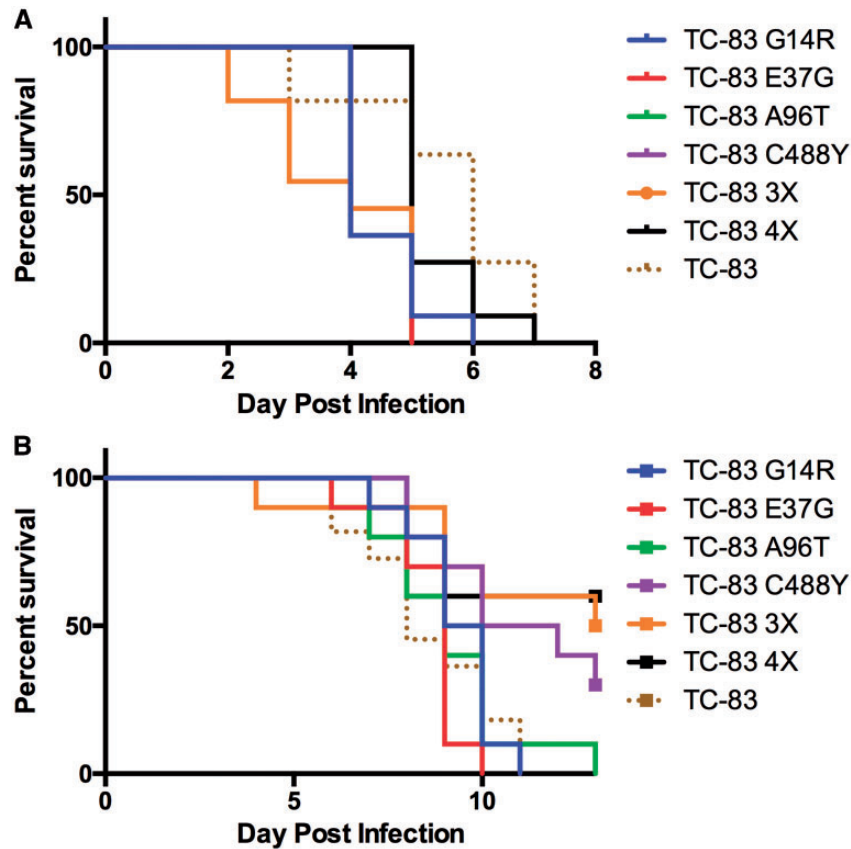 A
Percent survival
100
50
0
0 2 4 6 8
Day Post Infection
TC-83 G14R
TC-83 E37G
TC-83 A96T
TC-83 C488Y
TC-83 3X
TC-83 4X
TC-83
B
Percent survival
100
50
0
0 5 10
Day Post Infection
TC-83 G14R
TC-83 E37G
TC-83 A96T
TC-83 C488Y
TC-83 3X
TC-83 4X
TC-83